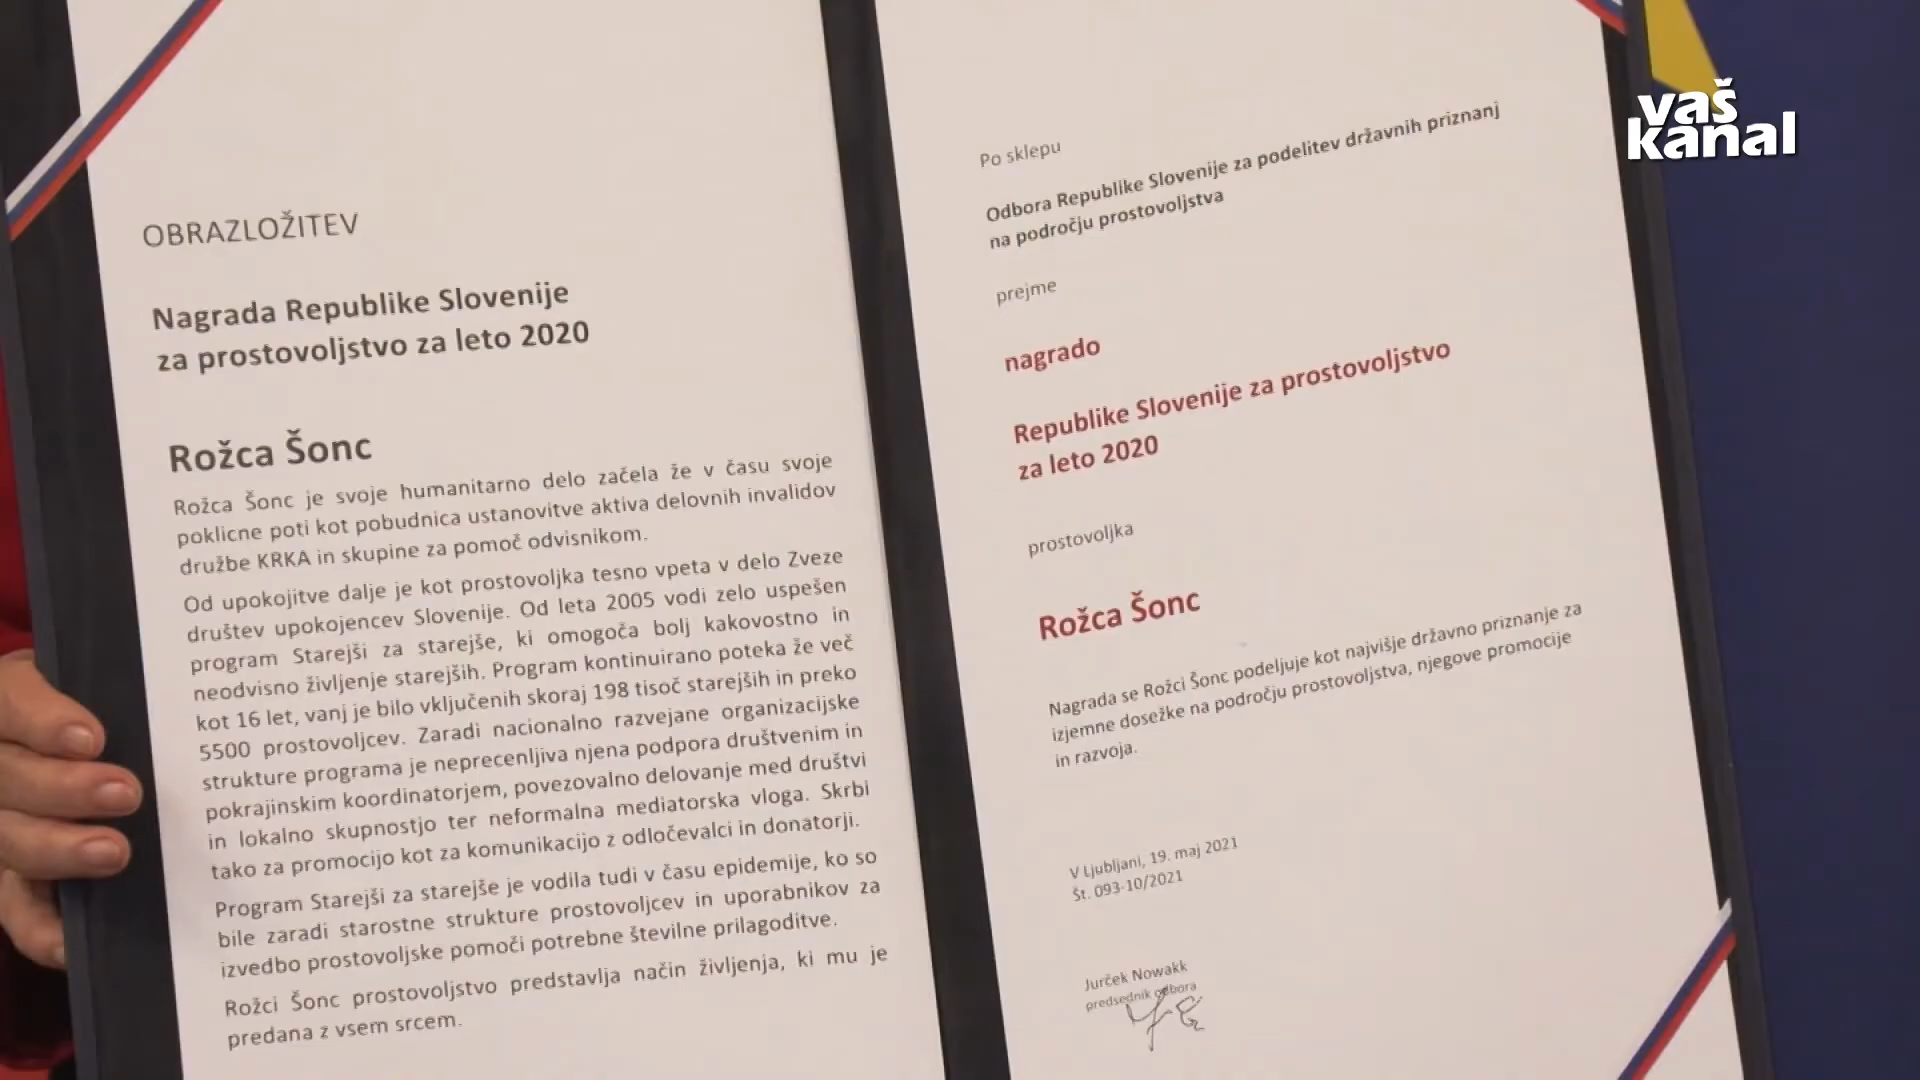 OBRAZLOŽITEV
Nagrada Republike Slovenije
za prostovoljstvo za leto 2020
Rožca Šonc
Rožca Šonc je svoje humanitarno delo začela že v času svoje
poklicne poti kot pobudnica ustanovitve aktiva delovnih invalidov
družbe KRKA in skupine za pomoč odvisnikom.
Od upokojitve dalje je kot prostovoljka tesno vpeta v delo Zveze
društev upokojencev Slovenije. Od leta 2005 vodi zelo uspešen
program Starejši za starejše, ki omogoča bolj kakovostno in
neodvisno življenje starejših. Program kontinuirano poteka že več
kot 16 let, vanj je bilo vključenih skoraj 198 tisoč starejših in preko
5500 prostovoljcev. Zaradi nacionalno razvejane organizacijske
strukture programa je neprecenljiva njena podpora društvenim in
pokrajinskim koordinatorjem, povezovalno delovanje med društvi
in lokalno skupnostjo ter neformalna mediatorska vloga. Skrbi
tako za promocijo kot za komunikacijo z odločevalci in donatorji.
Program Starejši za starejše je vodila tudi v času epidemije, ko so
bile zaradi starostne strukture prostovoljcev in uporabnikov za
izvedbo prostovoljske pomoči potrebne številne prilagoditve.
Rožci Šonc prostovoljstvo predstavlja način življenja, ki mu je
predana z vsem srcem.
Po sklepu
Odbora Republike Slovenije za podelitev državnih priznanj
na področju prostovoljstva
prejme
nagrado
Republike Slovenije za prostovoljstvo
za leto 2020
prostovoljka
Rožca Šonc
Nagrada se Rožci Šonc podeljuje kot najvišje državno priznanje za
izjemne dosežke na področju prostovoljstva, njegove promocije
in razvoja.
V Ljubljani, 19. maj 2021
Št. 093-10/2021
Jurček Nowakk
predsednik odbora
vaš
kanal